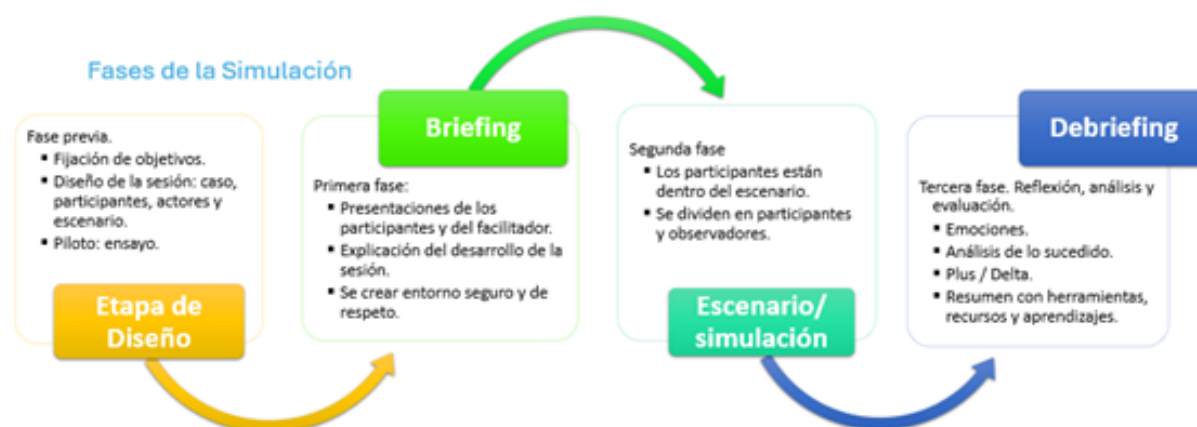 Fases de la Simulación
Fase previa.
▪ Fijación de objetivos.
▪ Diseño de la sesión: caso,
participantes, actores y
escenario.
▪ Piloto: ensayo.
Etapa de
Diseño
Briefing
Primera fase:
▪ Presentaciones de los
participantes y del facilitador.
▪ Explicación del desarrollo de la
sesión.
▪ Se crear entorno seguro y de
respeto.
Segunda fase
▪ Los participantes están
dentro del escenario.
▪ Se dividen en participantes
y observadores.
Escenario/
simulación
Debriefing
Tercera fase. Reflexión, análisis y
evaluación.
▪ Emociones.
▪ Análisis de lo sucedido.
▪ Plus / Delta.
▪ Resumen con herramientas,
recursos y aprendizajes.